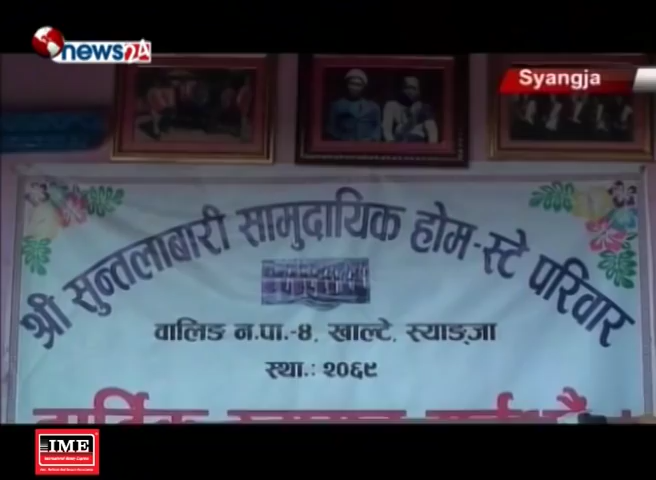 news24
Syangja
श्री सुन्तलाबारी सामुदायिक होम-स्टे परिवार
वालिङ न.पा.-४, खाल्टे, स्याङ्जा
स्था.: २०६९
IME